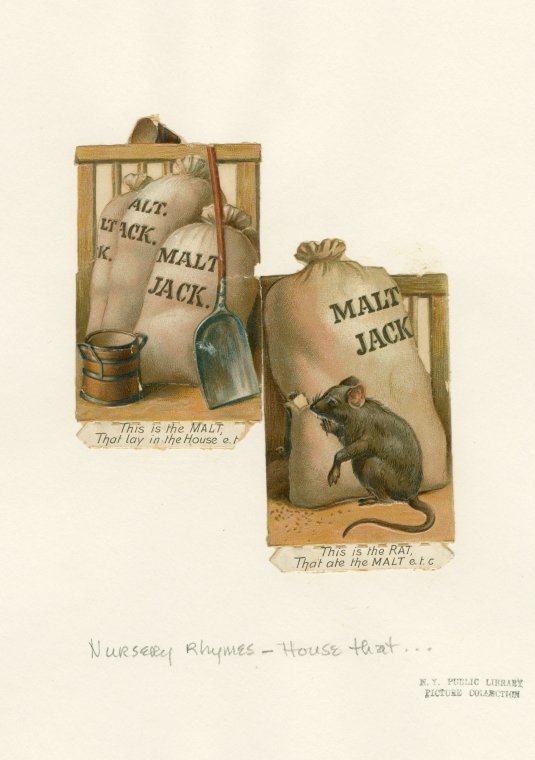 ALT.
LT ACK.
K.
MALT
JACK.
This is the MALT,
That lay in the House e.t
MALT
JACK
This is the RAT,
That ate the MALT e.t.c
Nursery Rhymes - House that...
N.Y. PUBLIC LIBRARY
PICTURE COLLECTION